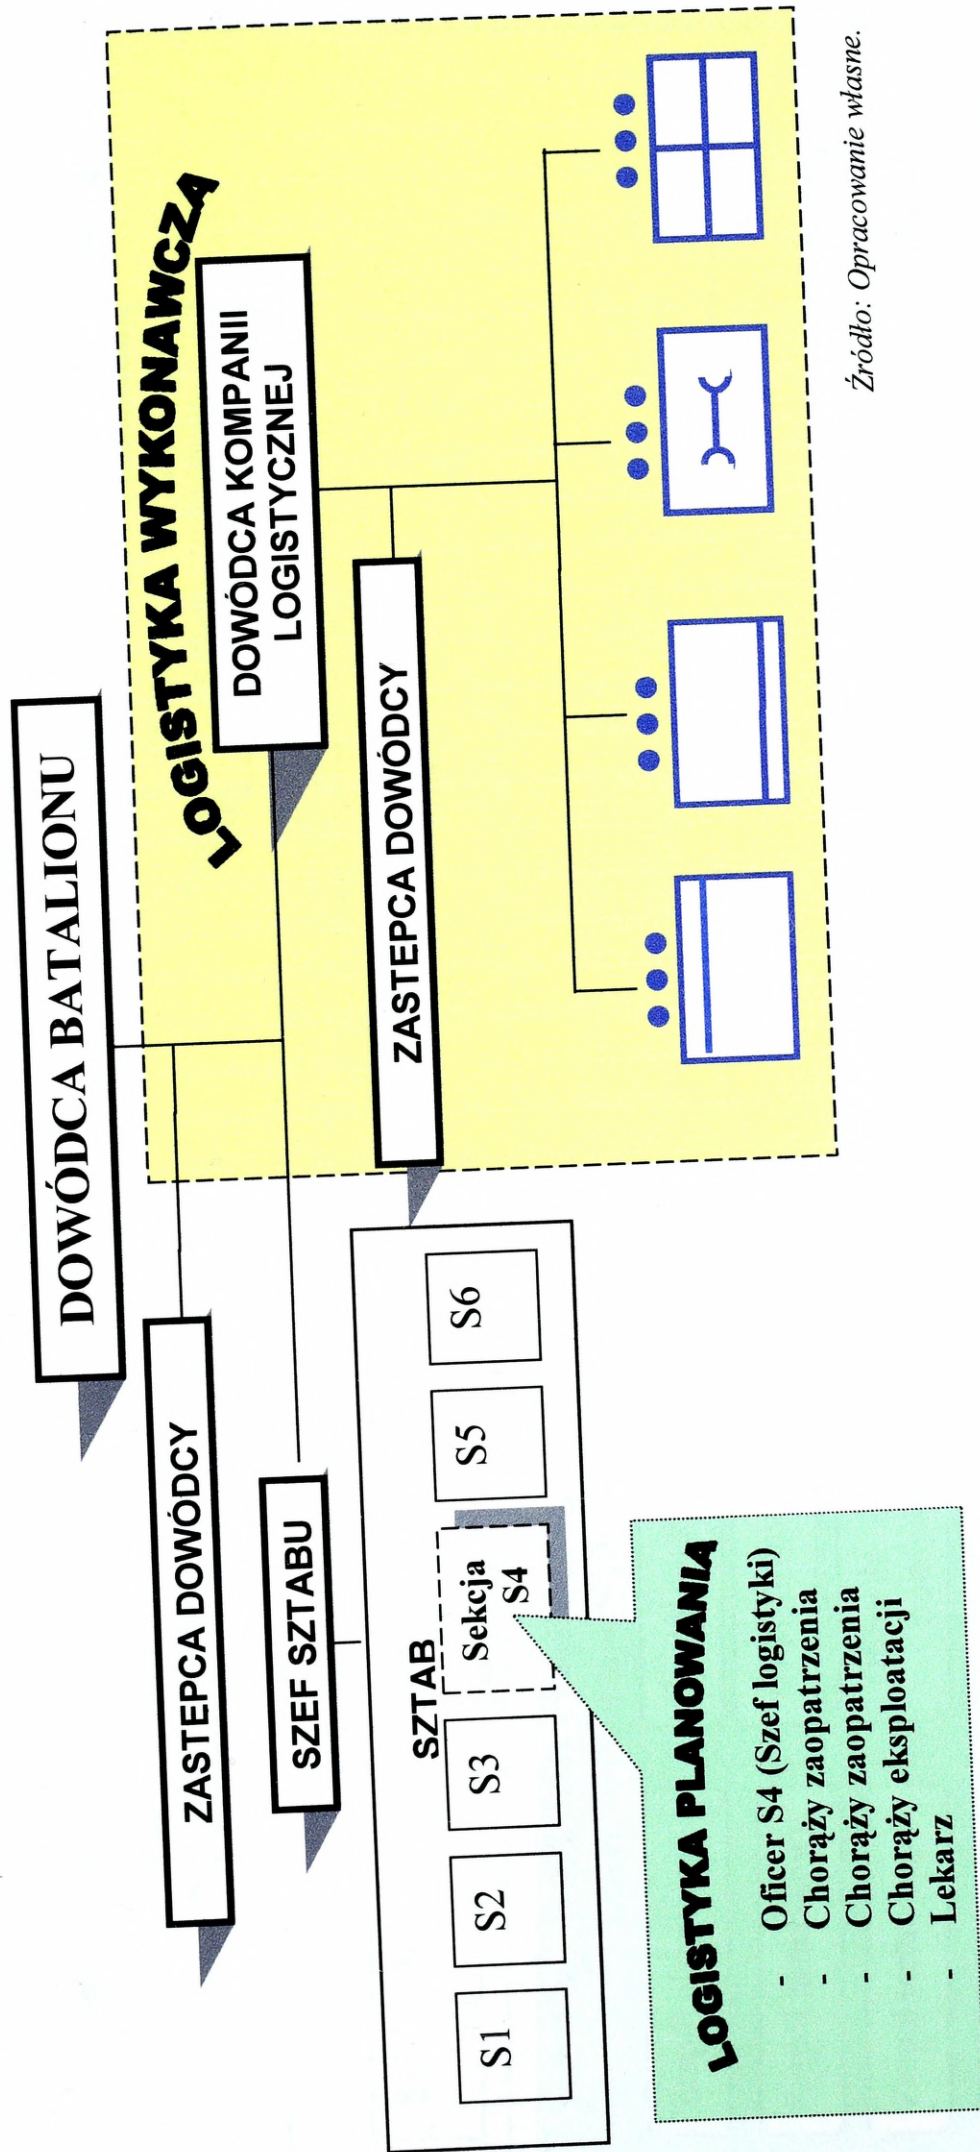 DOWÓDCA BATALIONU
ZASTEPCA DOWÓDCY
SZEF SZTABU
SZTAB
S1
S2
S3
Sekcja
S4
S5
S6
LOGISTYKA PLANOWANIA
- Oficer S4 (Szef logistyki)
- Chorąży zaopatrzenia
- Chorąży zaopatrzenia
- Chorąży eksploatacji
- Lekarz
LOGISTYKA WYKONAWCZA
DOWÓDCA KOMPANII
LOGISTYCZNEJ
ZASTEPCA DOWÓDCY
Źródło: Opracowanie własne.